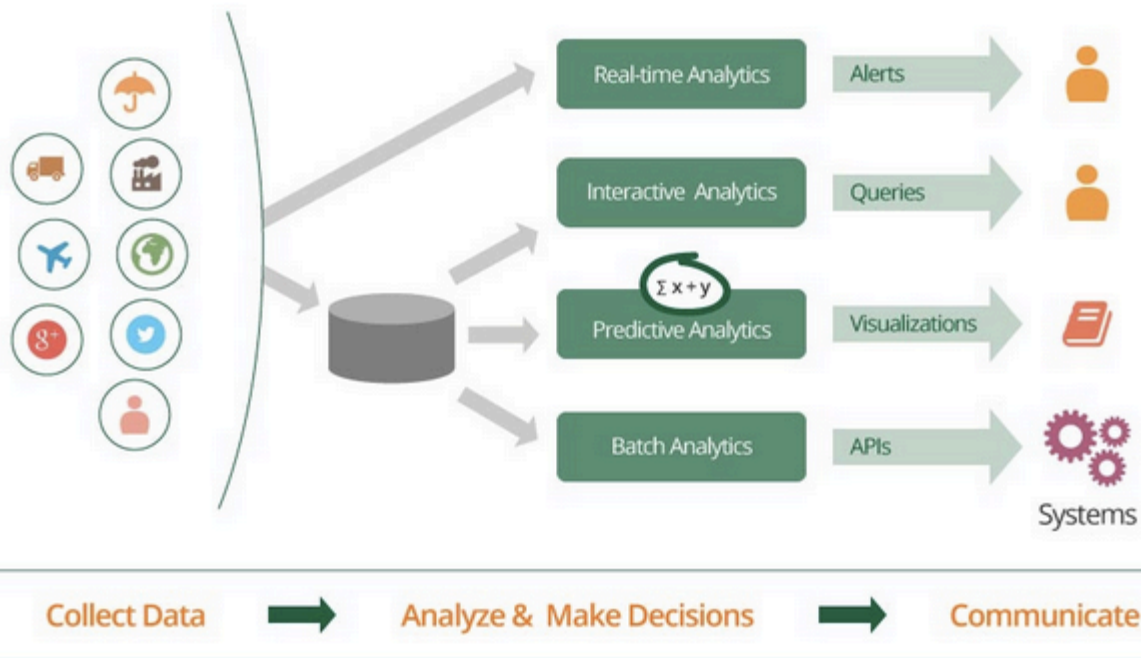 Real-time Analytics
Alerts
Interactive  Analytics
Queries
Σ x + y
Predictive Analytics
Visualizations
Batch Analytics
APIs
g+
Systems
Collect Data
Analyze &  Make Decisions
Communicate